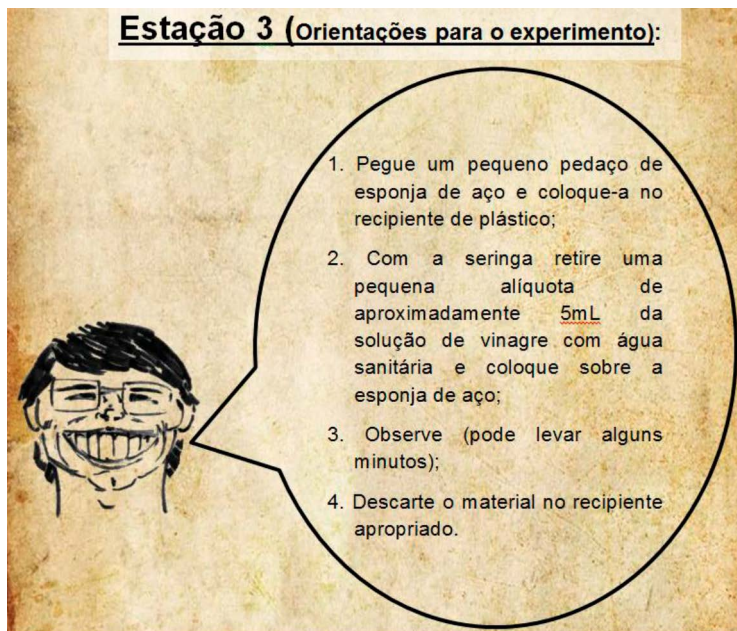 Estação 3 (Orientações para o experimento):
1. Pegue um pequeno pedaço de
esponja de aço e coloque-a no
recipiente de plástico;
2. Com a seringa retire uma
pequena alíquota de
aproximadamente 5mL da
solução de vinagre com água
sanitária e coloque sobre a
esponja de aço;
3. Observe (pode levar alguns
minutos);
4. Descarte o material no recipiente
apropriado.